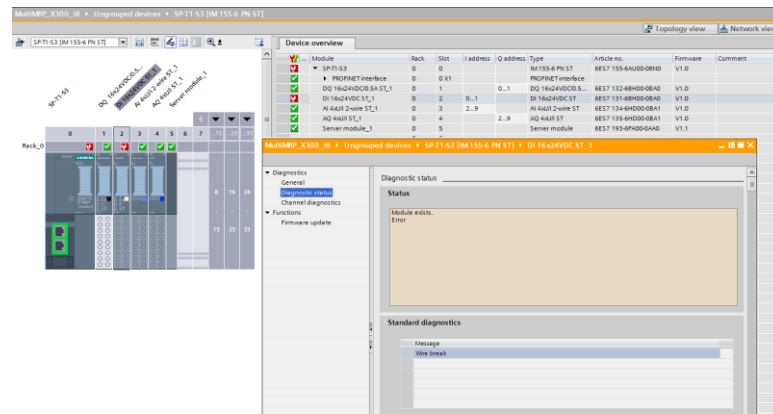 MultiMRP_X300_i8 ▸ Ungrouped devices ▸ SP-T1-S3 [IM 155-6 PN ST]
Topology view
Network view
SP-T1-S3 [IM 155-6 PN ST]
Device overview
... Module Rack Slot I address Q address Type Article no. Firmware Comment
SP-T1-S3 0 0 IM 155-6 PN ST 6ES7 155-6AU00-0BN0 V1.0
PROFINET interface 0 0 X1 PROFINET interface
DQ 16x24VDC/0.5A ST_1 0 1 0...1 DQ 16x24VDC/0.5... 6ES7 132-6BH00-0BA0 V1.0
DI 16x24VDC ST_1 0 2 0...1 DI 16x24VDC ST 6ES7 131-6BH00-0BA0 V1.0
AI 4xU/I 2-wire ST_1 0 3 2...9 AI 4xU/I 2-wire ST 6ES7 134-6HD00-0BA1 V1.0
AQ 4xU/I ST_1 0 4 2...9 AQ 4xU/I ST 6ES7 135-6HD00-0BA1 V1.0
Server module_1 0 5 Server module 6ES7 193-6PA00-0AA0 V1.1
SP-T1-S3
DQ 16x24VDC/0.5...
DI 16x24VDC ST_1
AI 4xU/I 2-wire ST_1
AQ 4xU/I ST_1
Server module_1
0 1 2 3 4 5 6 7
Rack_0
8 16 24
- - -
15 23 33
MultiMRP_X300_i8 ▸ Ungrouped devices ▸ SP-T1-S3 [IM 155-6 PN ST] ▸ DI 16x24VDC ST_1
Diagnostics
General
Diagnostic status
Channel diagnostics
Functions
Firmware update
Diagnostic status
Status
Module exists.
Error
Standard diagnostics
Message
Wire break